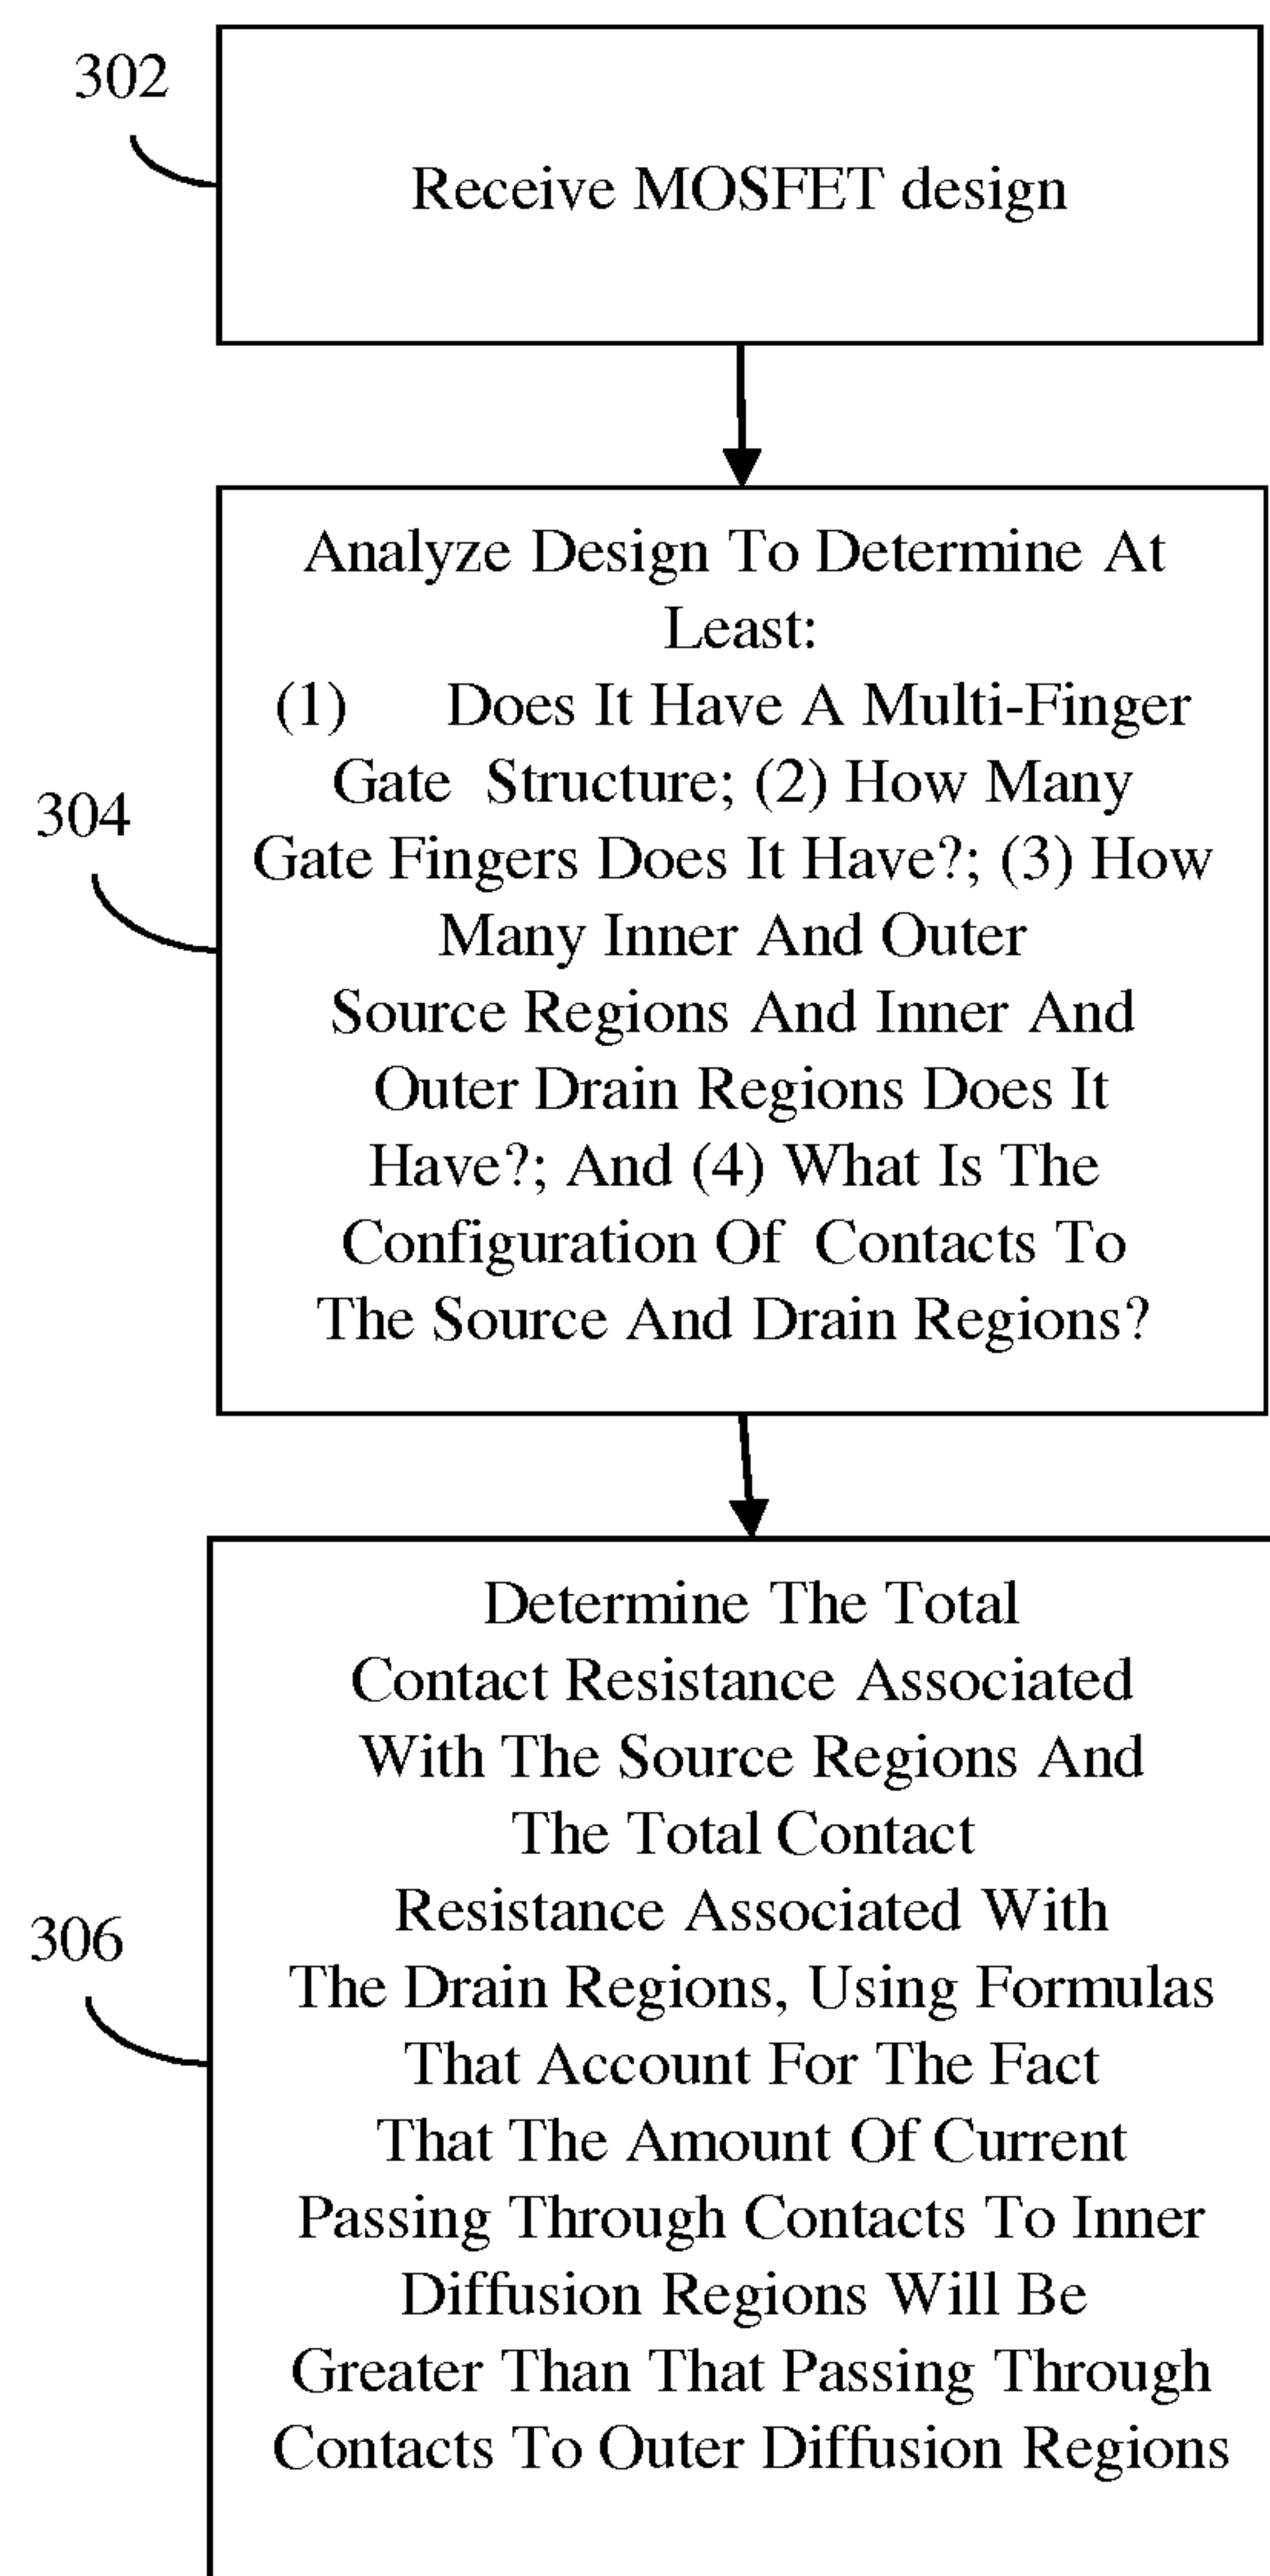 302
Receive MOSFET design
Analyze Design To Determine At
Least:
(1) Does It Have A Multi-Finger
Gate Structure; (2) How Many
Gate Fingers Does It Have?; (3) How
Many Inner And Outer
Source Regions And Inner And
Outer Drain Regions Does It
Have?; And (4) What Is The
Configuration Of Contacts To
The Source And Drain Regions?
304
Determine The Total
Contact Resistance Associated
With The Source Regions And
The Total Contact
Resistance Associated With
The Drain Regions, Using Formulas
That Account For The Fact
That The Amount Of Current
Passing Through Contacts To Inner
Diffusion Regions Will Be
Greater Than That Passing Through
Contacts To Outer Diffusion Regions
306